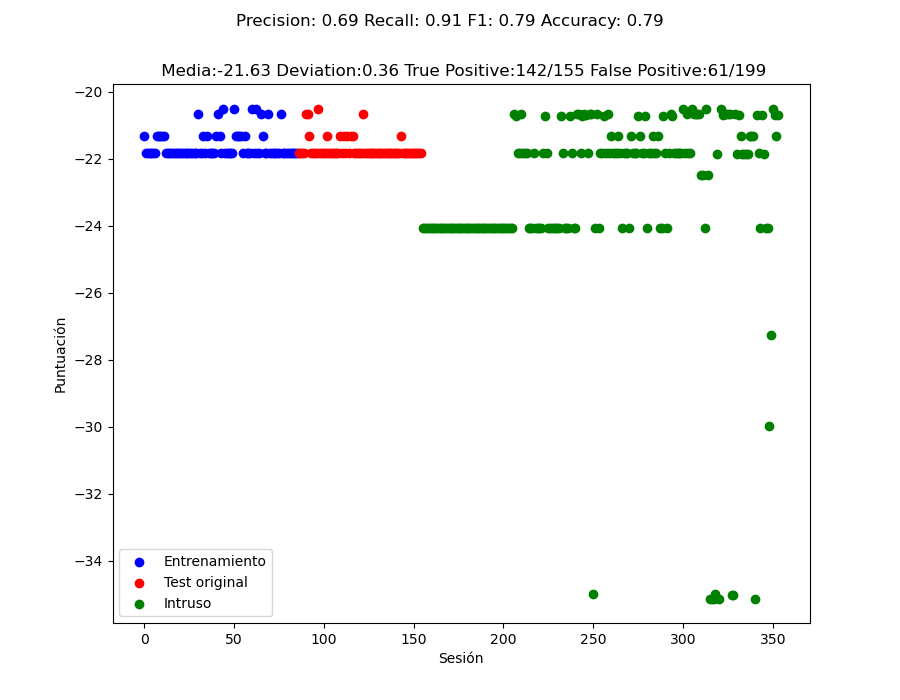 Precision: 0.69 Recall: 0.91 F1: 0.79 Accuracy: 0.79
Media:-21.63 Deviation:0.36 True Positive:142/155 False Positive:61/199
−20
−22
−24
−26
−28
−30
−32
−34
Puntuación
Entrenamiento
Test original
Intruso
0
50
100
150
200
250
300
350
Sesión